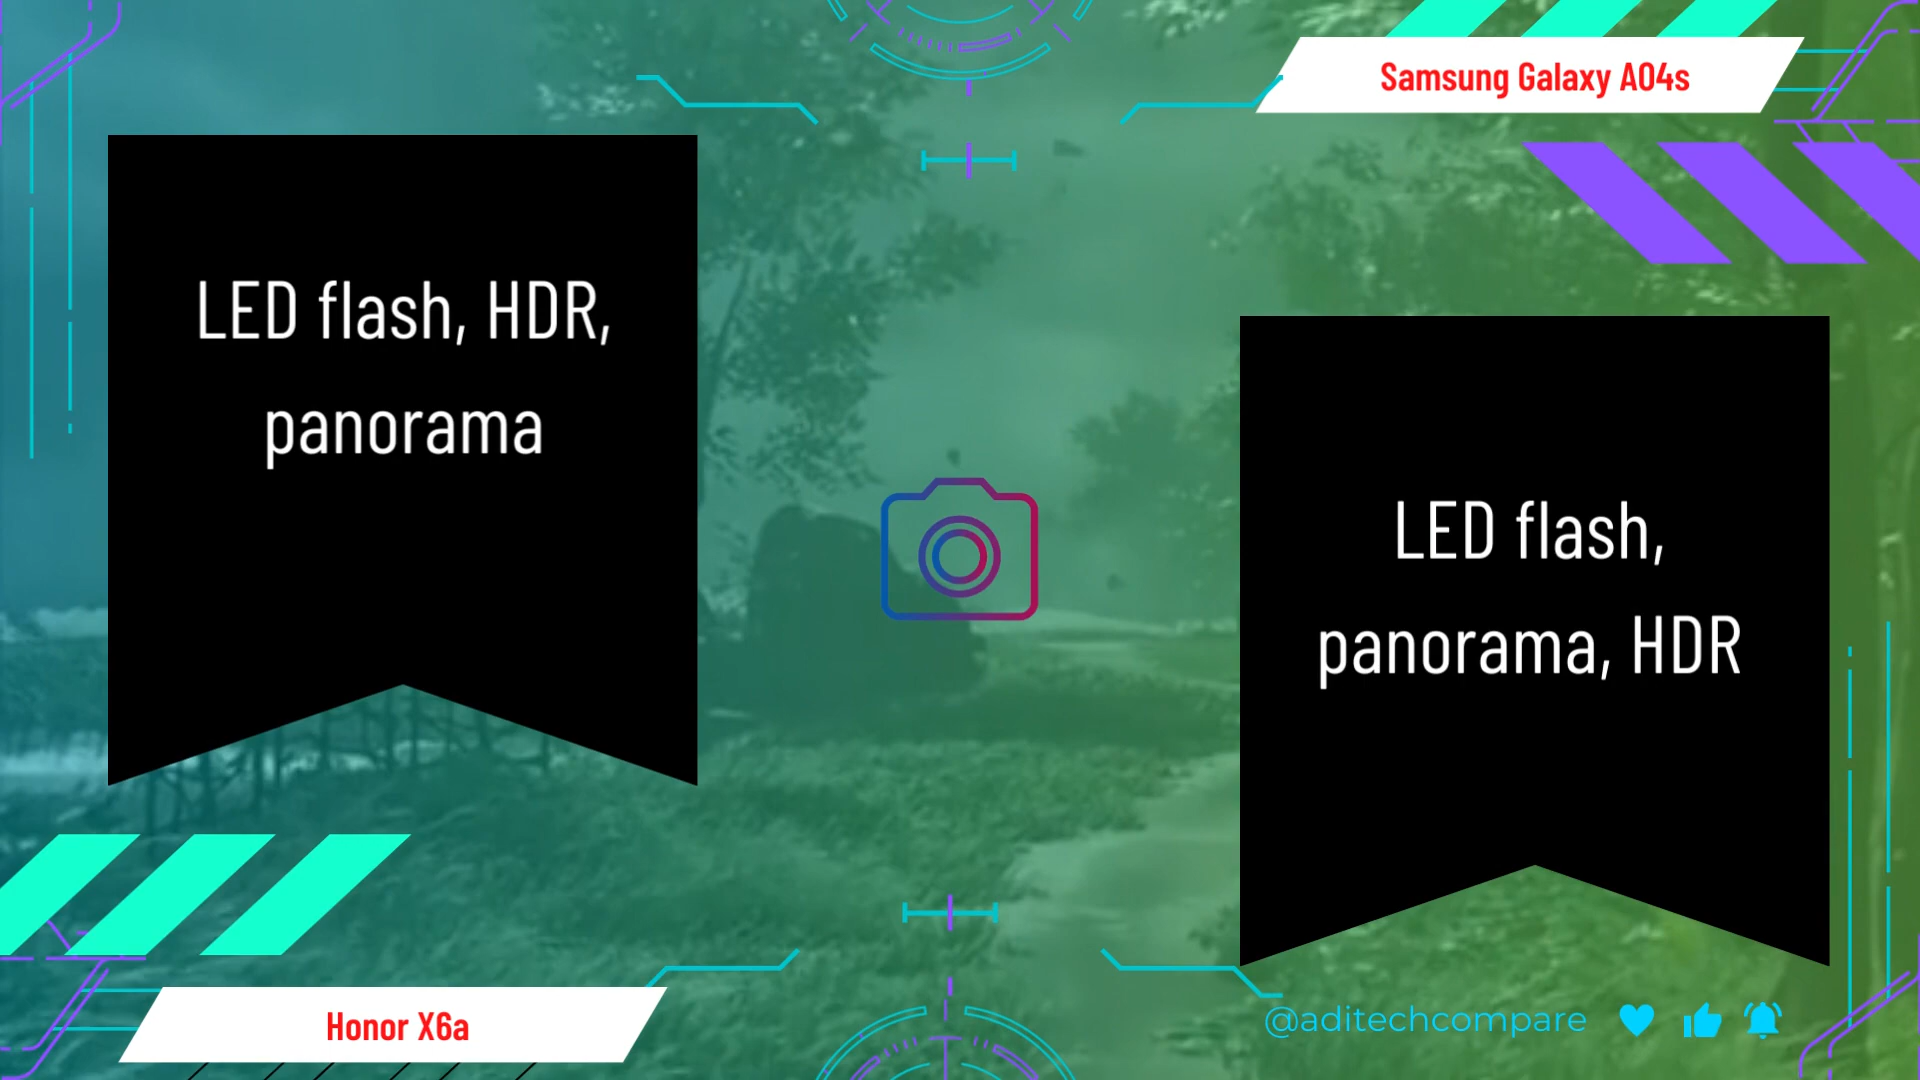 Samsung Galaxy A04s
LED flash, HDR,
panorama
LED flash,
panorama, HDR
Honor X6a
@aditechcompare